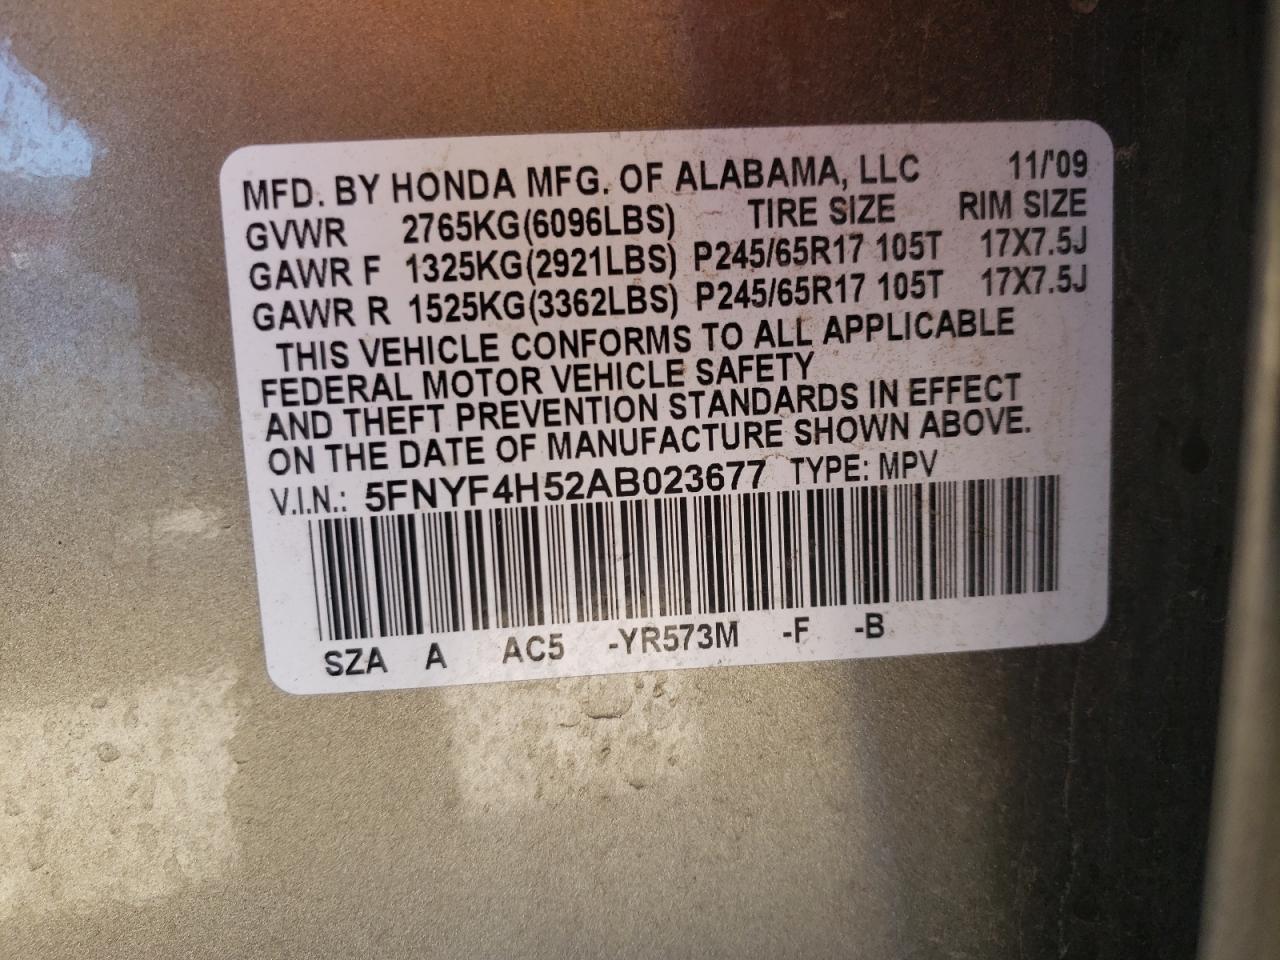 MFD. BY HONDA MFG. OF ALABAMA, LLC 11/'09
GVWR 2765KG(6096LBS) TIRE SIZE RIM SIZE
GAWR F 1325KG(2921LBS) P245/65R17 105T 17X7.5J
GAWR R 1525KG(3362LBS) P245/65R17 105T 17X7.5J
THIS VEHICLE CONFORMS TO ALL APPLICABLE
FEDERAL MOTOR VEHICLE SAFETY
AND THEFT PREVENTION STANDARDS IN EFFECT
ON THE DATE OF MANUFACTURE SHOWN ABOVE.
V.I.N.: 5FNYF4H52AB023677 TYPE: MPV
SZA A AC5 -YR573M -F -B